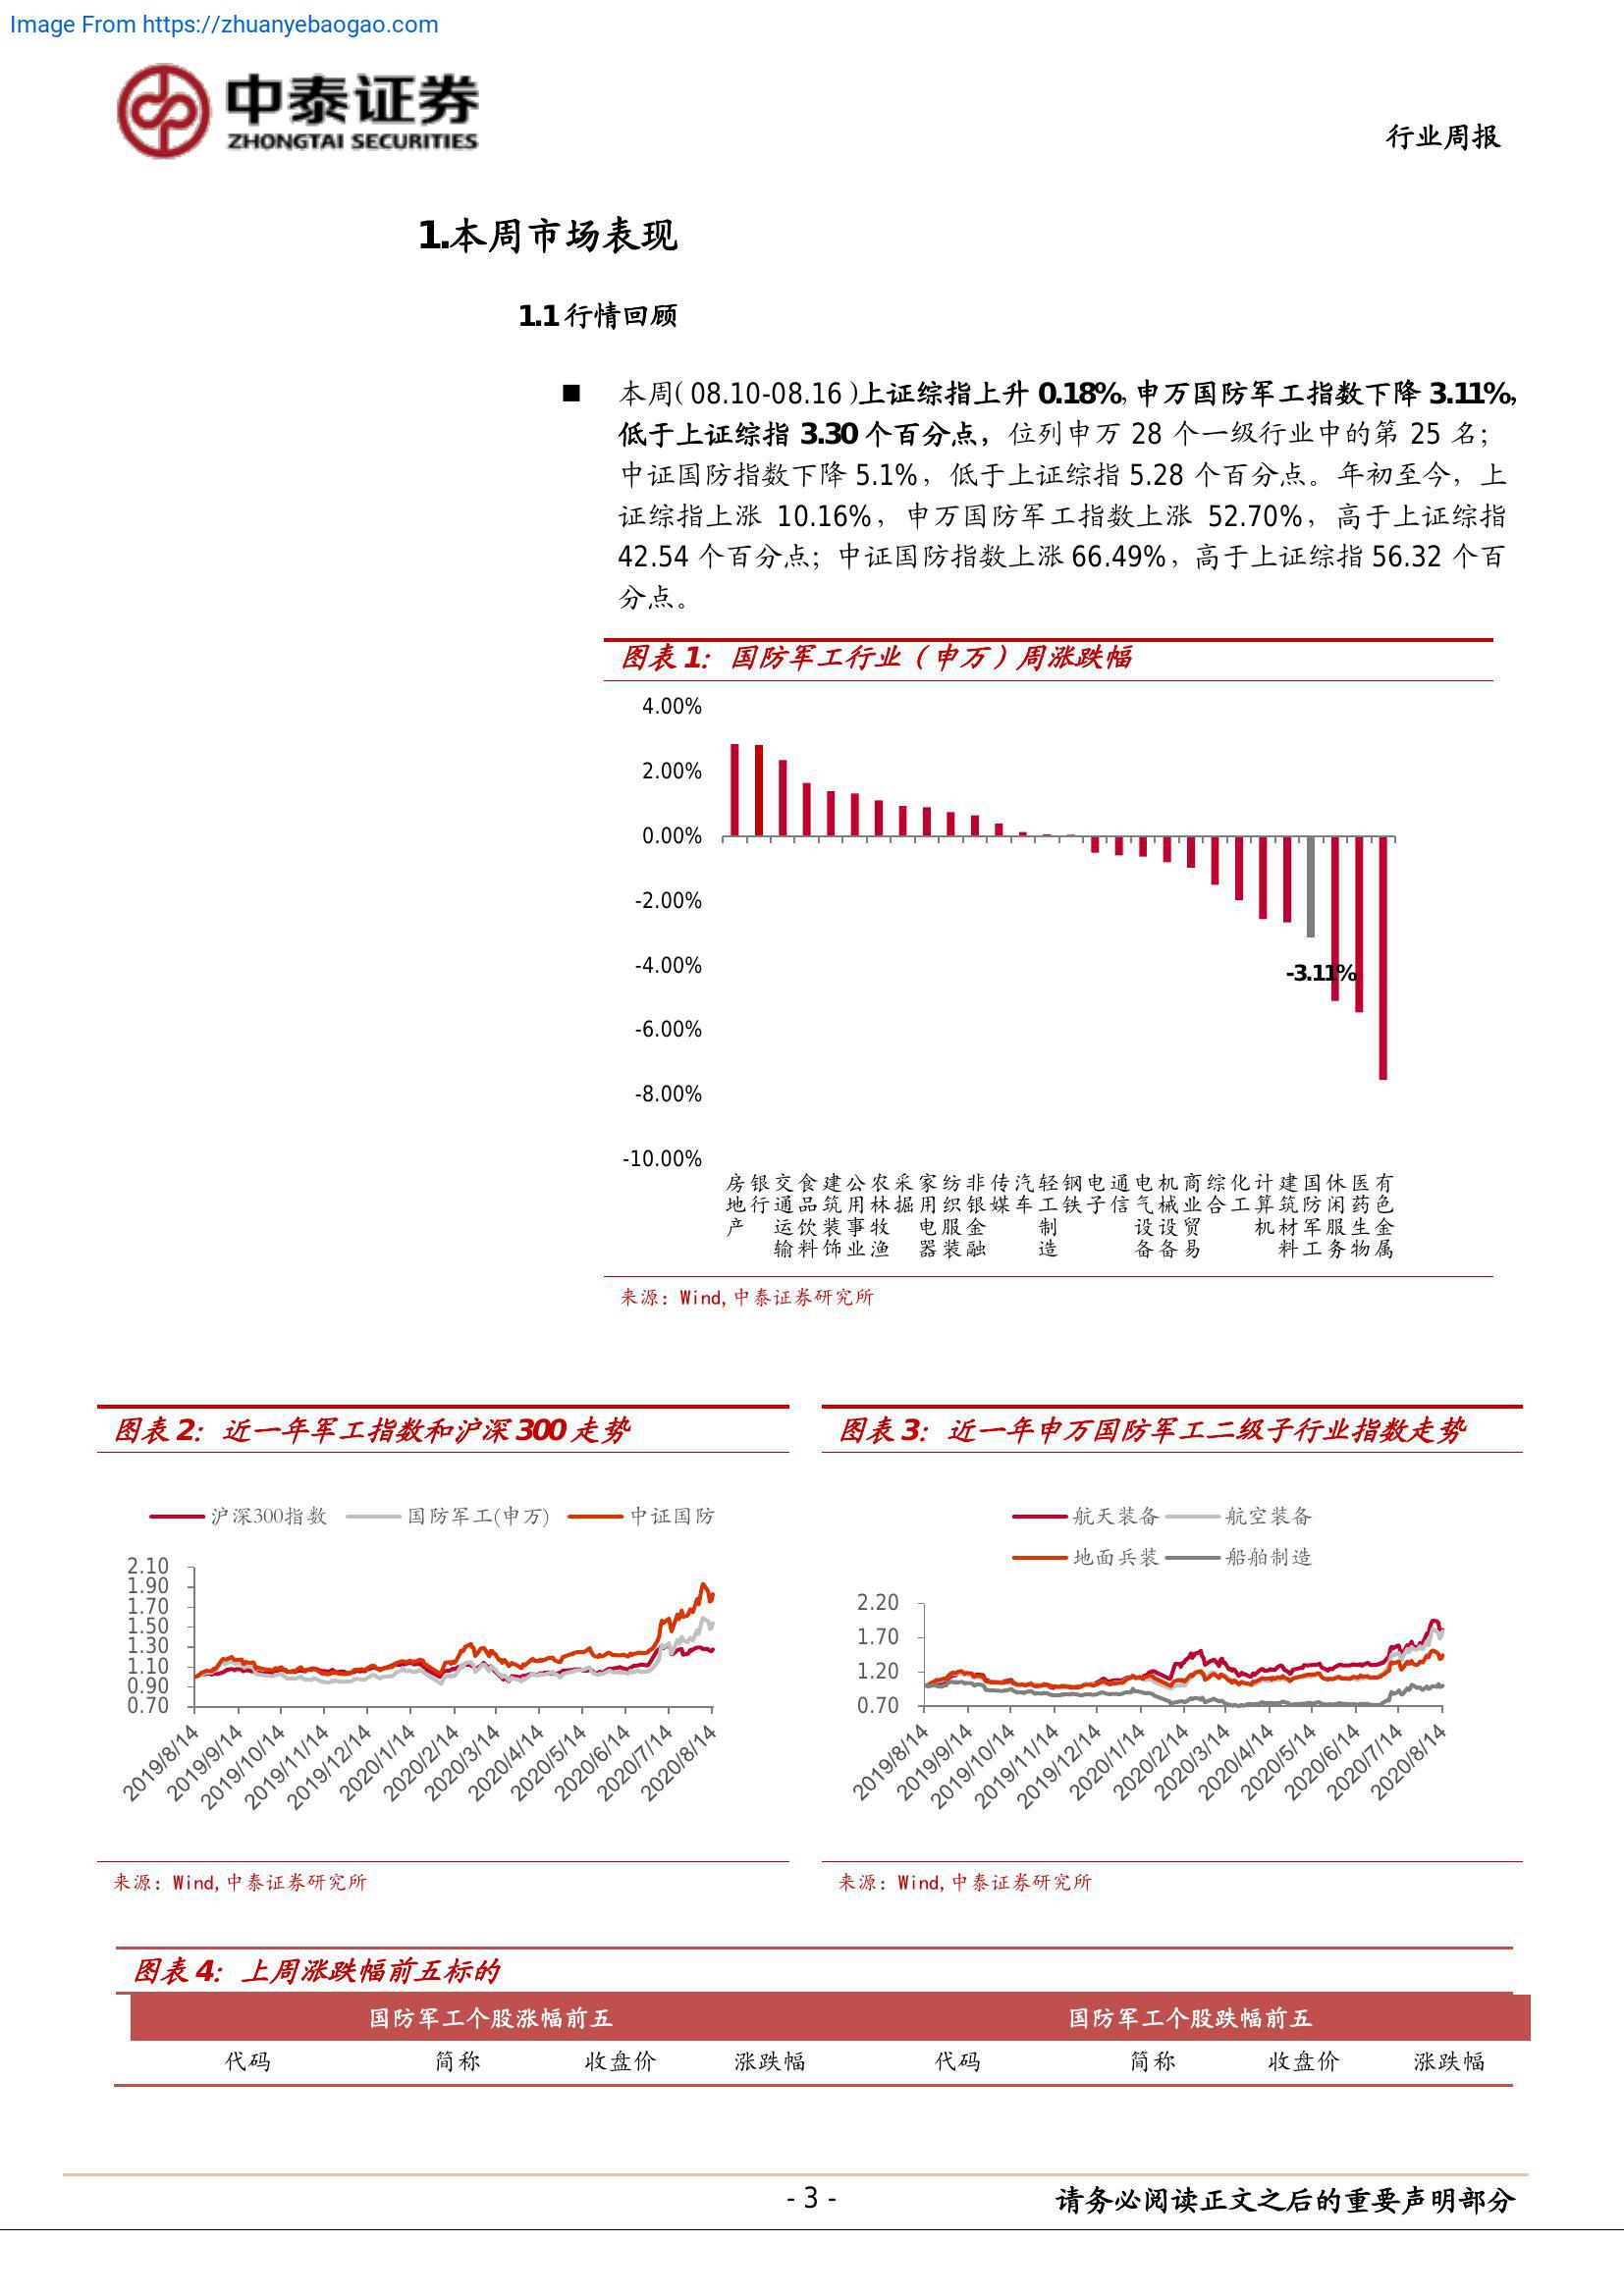 Image From https://zhuanyebaogao.com
中泰证券
ZHONGTAI SECURITIES
行业周报
1.本周市场表现
1.1 行情回顾
■ 本周(08.10-08.16)上证综指上升 0.18%,申万国防军工指数下降 3.11%,
低于上证综指 3.30 个百分点，位列申万 28 个一级行业中的第 25 名；
中证国防指数下降 5.1%，低于上证综指 5.28 个百分点。年初至今，上
证综指上涨 10.16%，申万国防军工指数上涨 52.70%，高于上证综指
42.54 个百分点；中证国防指数上涨 66.49%，高于上证综指 56.32 个百
分点。
图表 1：国防军工行业（申万）周涨跌幅
4.00%
2.00%
0.00%
-2.00%
-4.00%
-3.11%
-6.00%
-8.00%
-10.00%
房地产 银行 交通运输 食品饮料 建筑装饰 公用事业 农林牧渔 采掘 家用电器 纺织服装 非银金融 传媒 汽车 轻工制造 钢铁 电子 通信 电气设备 机械设备 商业贸易 综合 化工 计算机 建筑材料 国防军工 休闲服务 医药生物 有色金属
来源：Wind,中泰证券研究所
图表 2：近一年军工指数和沪深 300 走势
沪深300指数 国防军工(申万) 中证国防
2.10
1.90
1.70
1.50
1.30
1.10
0.90
0.70
2019/8/14 2019/9/14 2019/10/14 2019/11/14 2019/12/14 2020/1/14 2020/2/14 2020/3/14 2020/4/14 2020/5/14 2020/6/14 2020/7/14 2020/8/14
来源：Wind,中泰证券研究所
图表 3：近一年申万国防军工二级子行业指数走势
航天装备 航空装备
地面兵装 船舶制造
2.20
1.70
1.20
0.70
2019/8/14 2019/9/14 2019/10/14 2019/11/14 2019/12/14 2020/1/14 2020/2/14 2020/3/14 2020/4/14 2020/5/14 2020/6/14 2020/7/14 2020/8/14
来源：Wind,中泰证券研究所
图表 4：上周涨跌幅前五标的
国防军工个股涨幅前五 国防军工个股跌幅前五
代码 简称 收盘价 涨跌幅 代码 简称 收盘价 涨跌幅
- 3 -
请务必阅读正文之后的重要声明部分